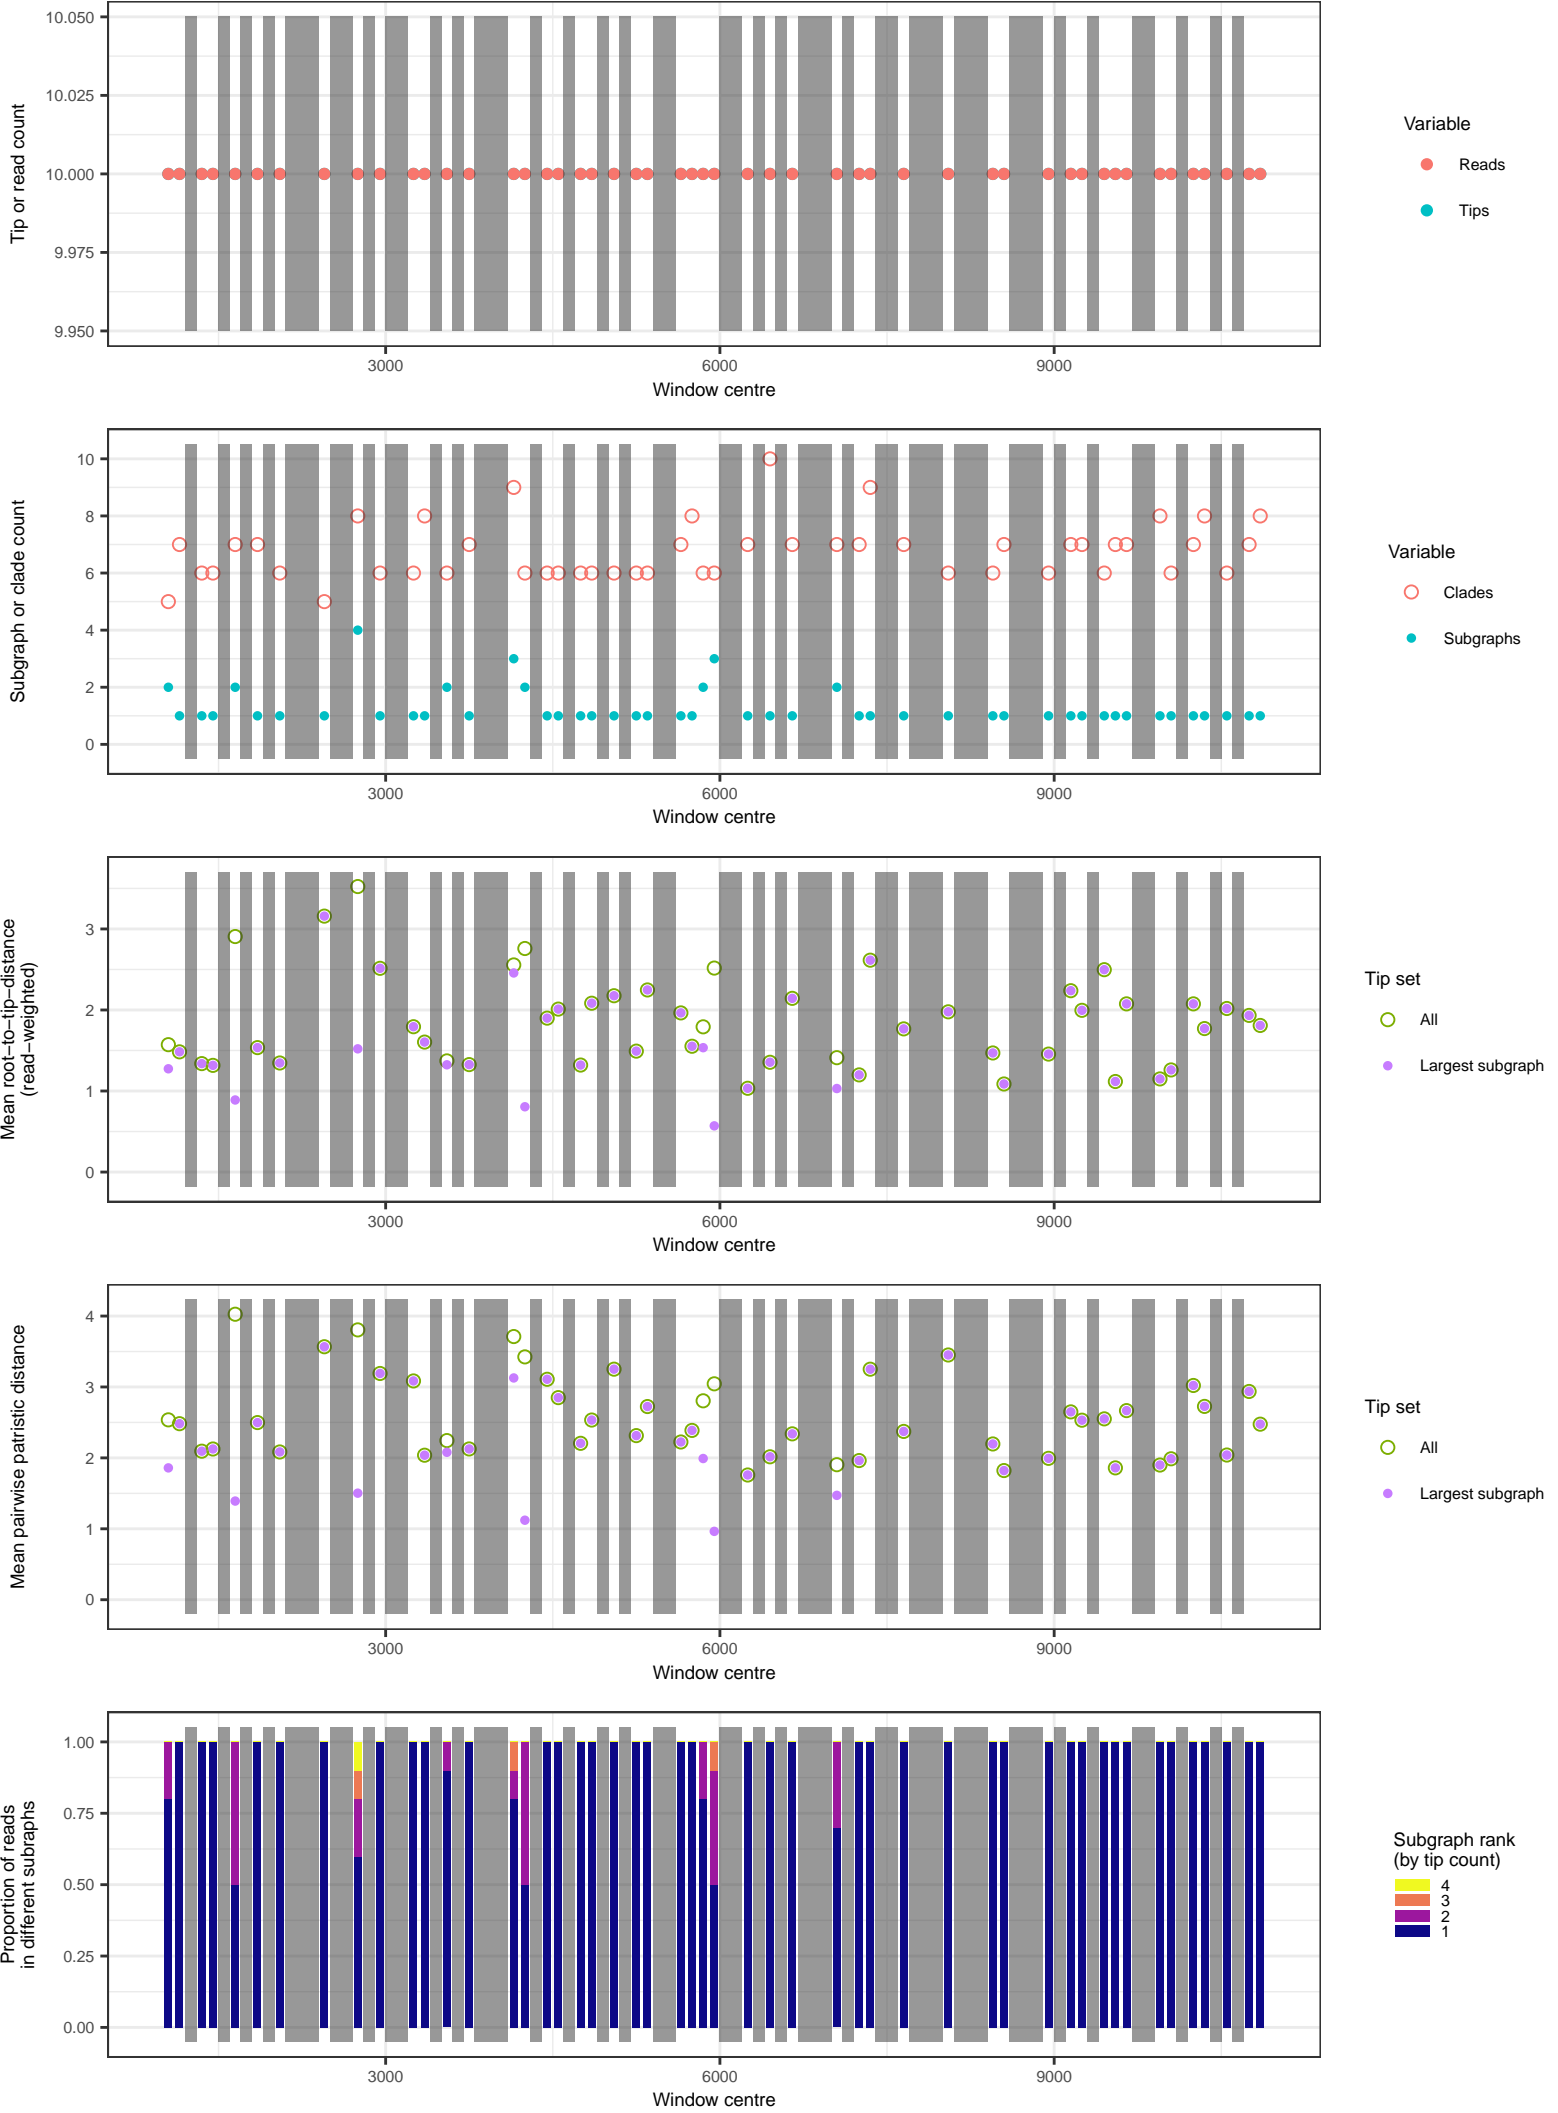 10.050
10.025
10.000
9.975
9.950
Tip or read count
3000
6000
9000
Window centre
Variable
Reads
Tips
10
8
6
4
2
0
Subgraph or clade count
3000
6000
9000
Window centre
Variable
Clades
Subgraphs
3
2
1
0
Mean root−to−tip−distance
(read−weighted)
3000
6000
9000
Window centre
Tip set
All
Largest subgraph
4
3
2
1
0
Mean pairwise patristic distance
3000
6000
9000
Window centre
Tip set
All
Largest subgraph
1.00
0.75
0.50
0.25
0.00
Proportion of reads
in different subraphs
3000
6000
9000
Window centre
Subgraph rank
(by tip count)
4
3
2
1